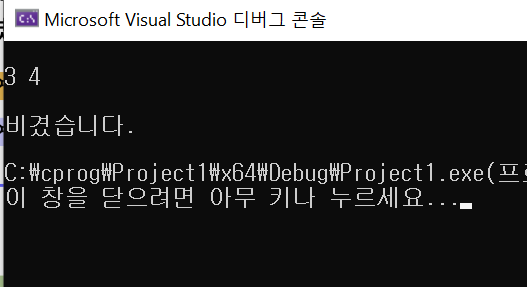 Microsoft Visual Studio 디버그 콘솔
3 4
비겼습니다.
C:\cprog\Project1\x64\Debug\Project1.exe(프
이 창을 닫으려면 아무 키나 누르세요...